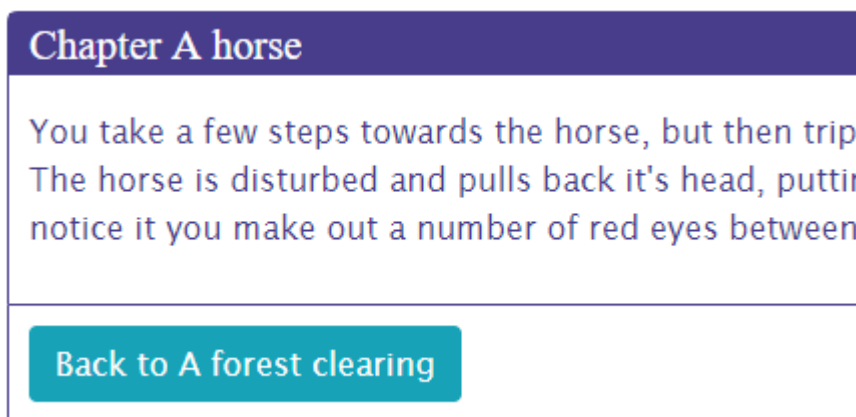 Chapter A horse
You take a few steps towards the horse, but then trip
The horse is disturbed and pulls back it's head,
notice it you make out a number of red eyes between
Back to A forest clearing